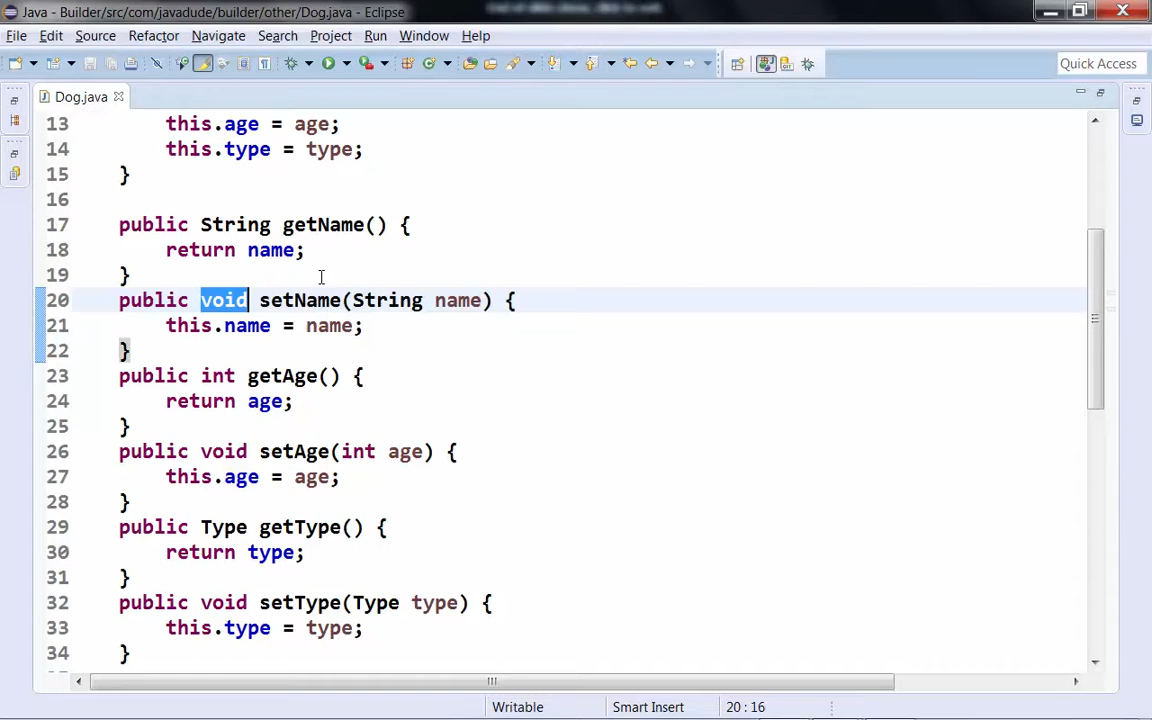 Java - Builder/src/com/javadude/builder/other/Dog.java - Eclipse
File Edit Source Refactor Navigate Search Project Run Window Help
Quick Access
Dog.java
13 this.age = age;
14 this.type = type;
15 }
16
17 public String getName() {
18 return name;
19 }
20 public void setName(String name) {
21 this.name = name;
22 }
23 public int getAge() {
24 return age;
25 }
26 public void setAge(int age) {
27 this.age = age;
28 }
29 public Type getType() {
30 return type;
31 }
32 public void setType(Type type) {
33 this.type = type;
34 }
Writable Smart Insert 20 : 16